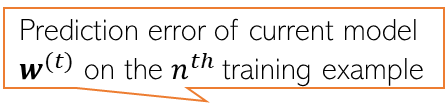 Prediction error of current model
w⁽ᵗ⁾ on the nᵗʰ training example